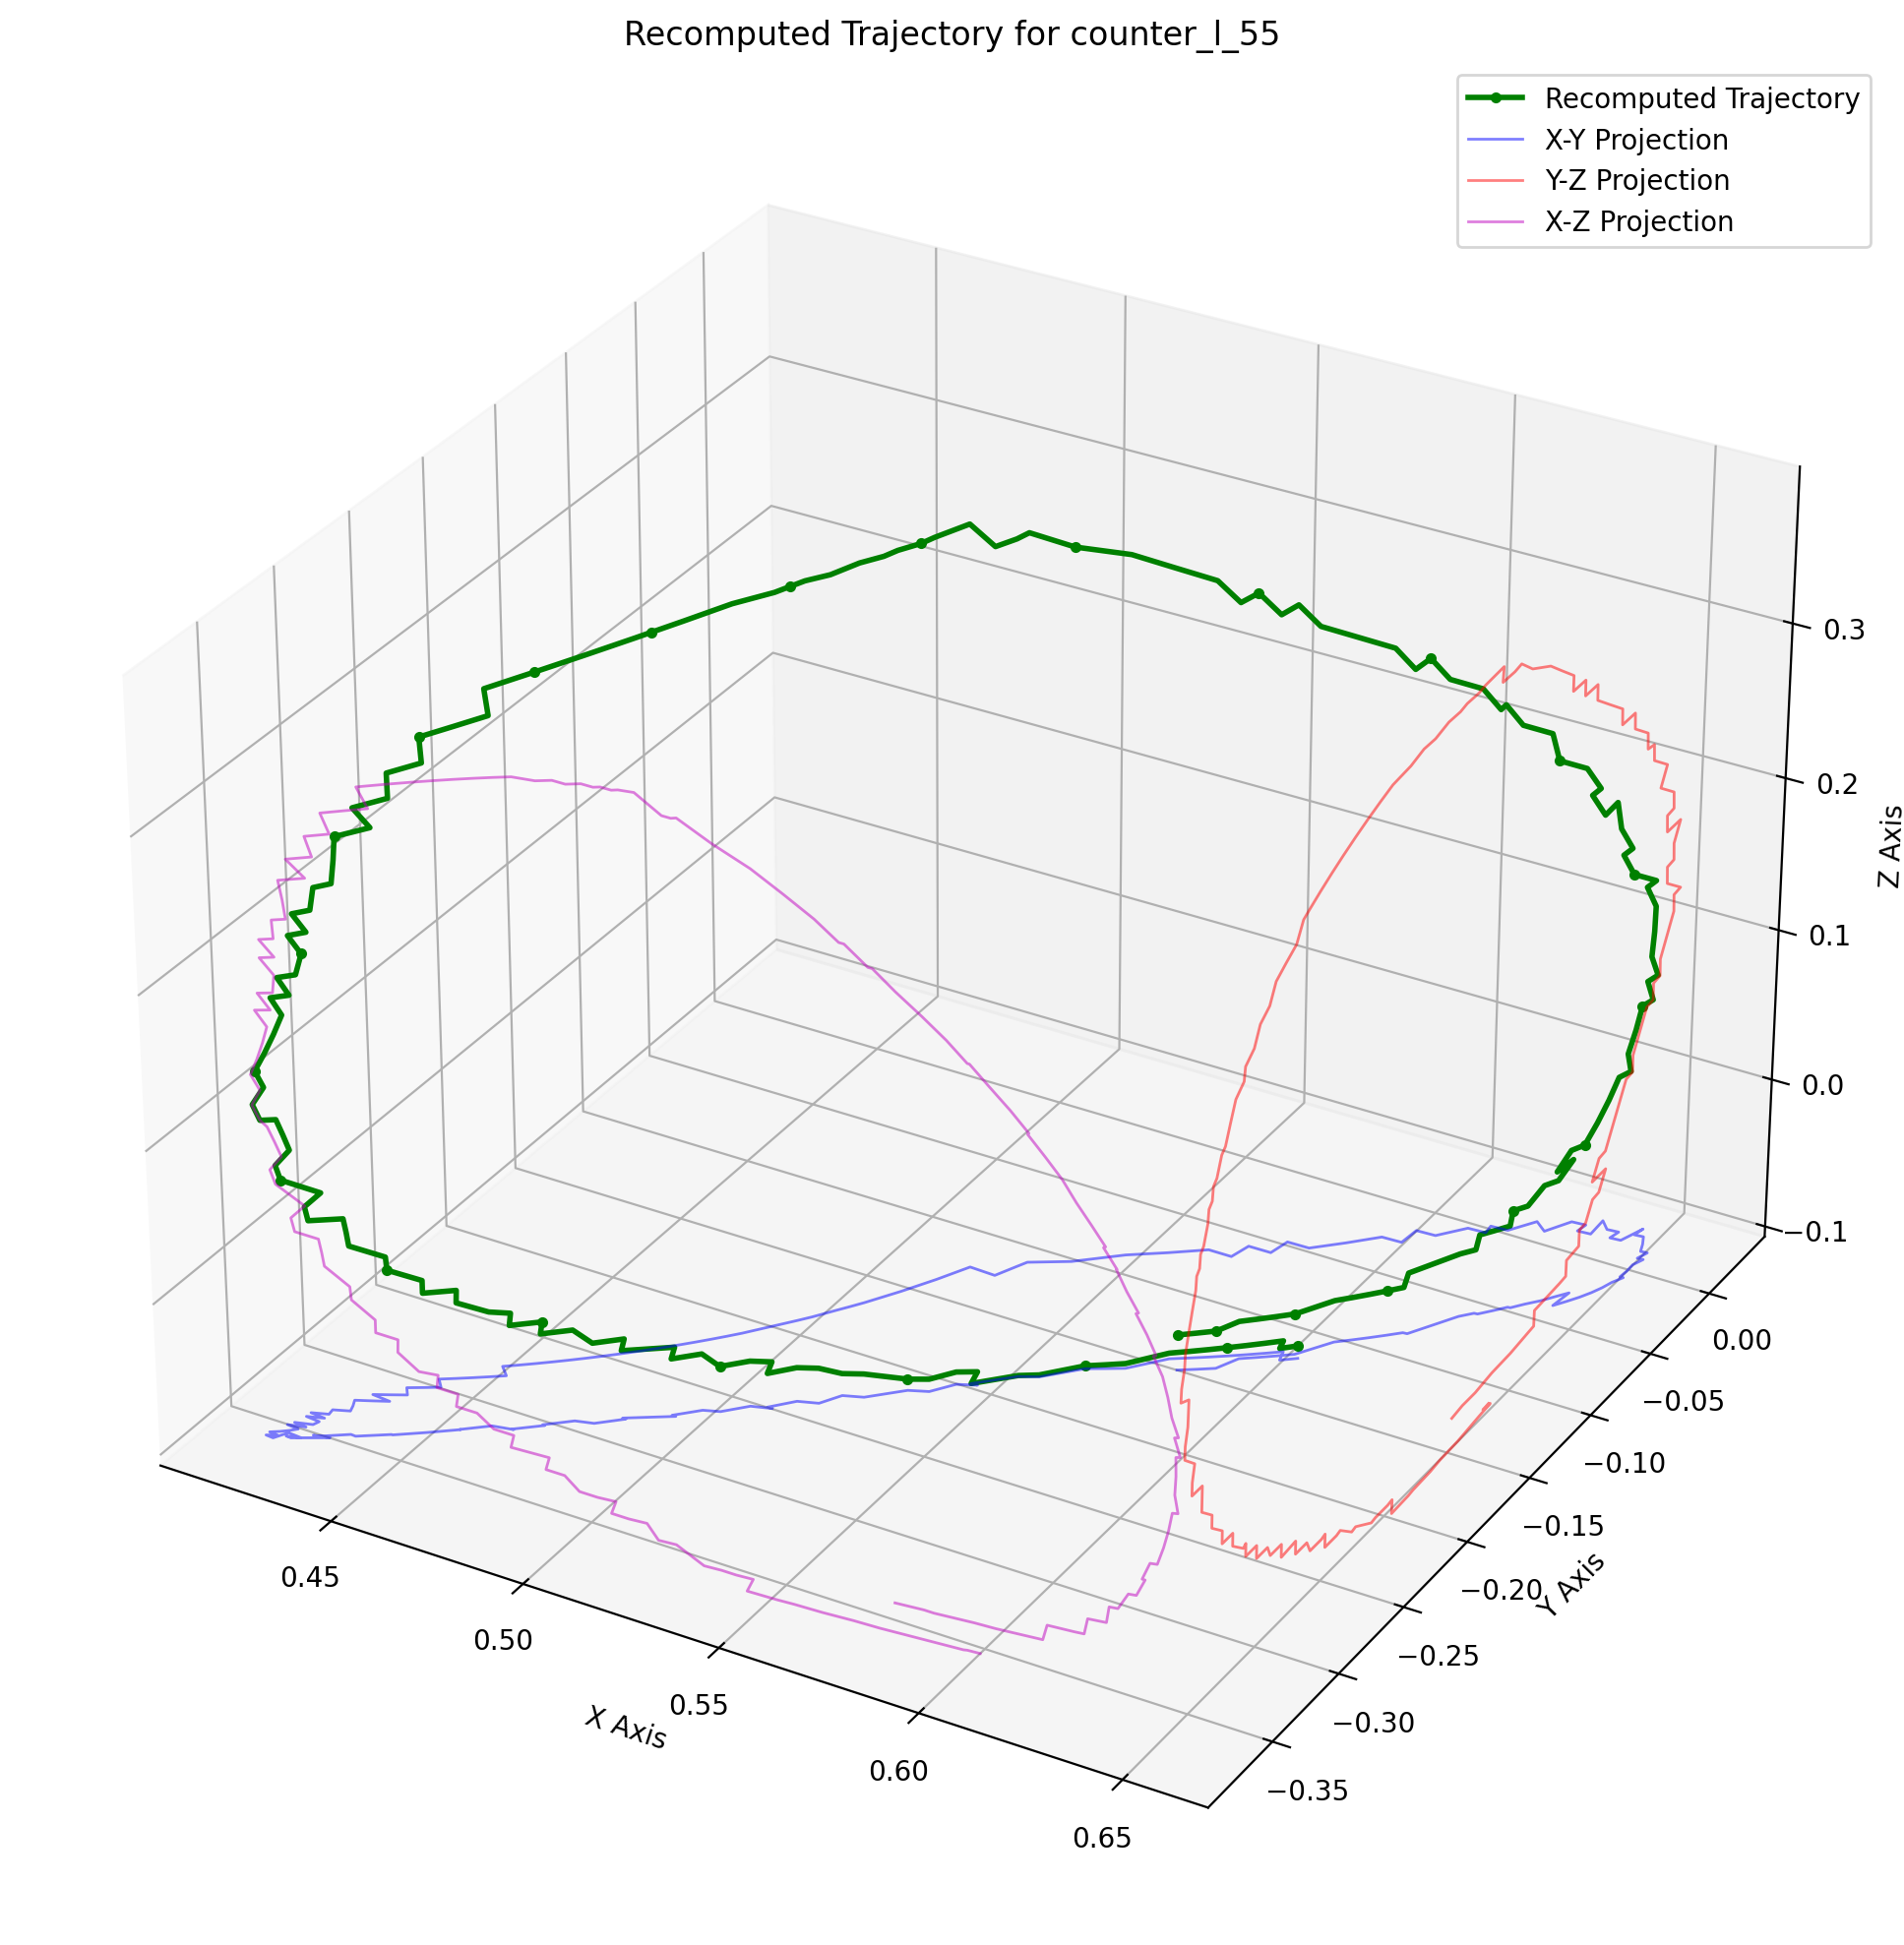 Recomputed Trajectory for counter_l_55
Recomputed Trajectory
X-Y Projection
Y-Z Projection
X-Z Projection
0.3
0.2
0.1
0.0
−0.1
Z Axis
0.00
−0.05
−0.10
−0.15
−0.20
−0.25
−0.30
−0.35
Y Axis
0.45
0.50
0.55
0.60
0.65
X Axis